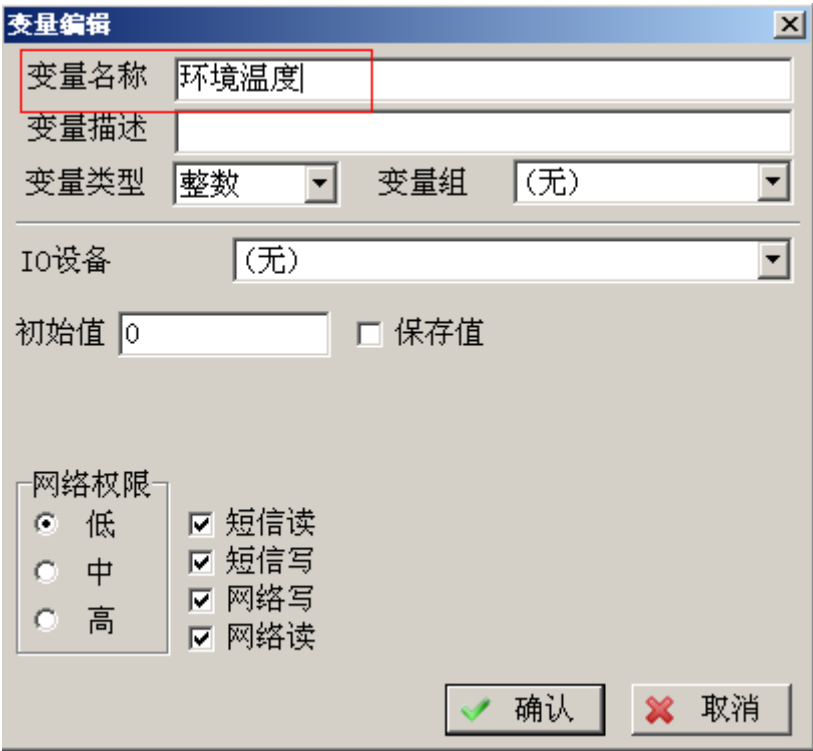 变量编辑
变量名称 环境温度
变量描述
变量类型 整数 变量组 (无)
IO设备 (无)
初始值 0 保存值
网络权限
低 短信读
中 短信写
高 网络写
网络读
确认 取消